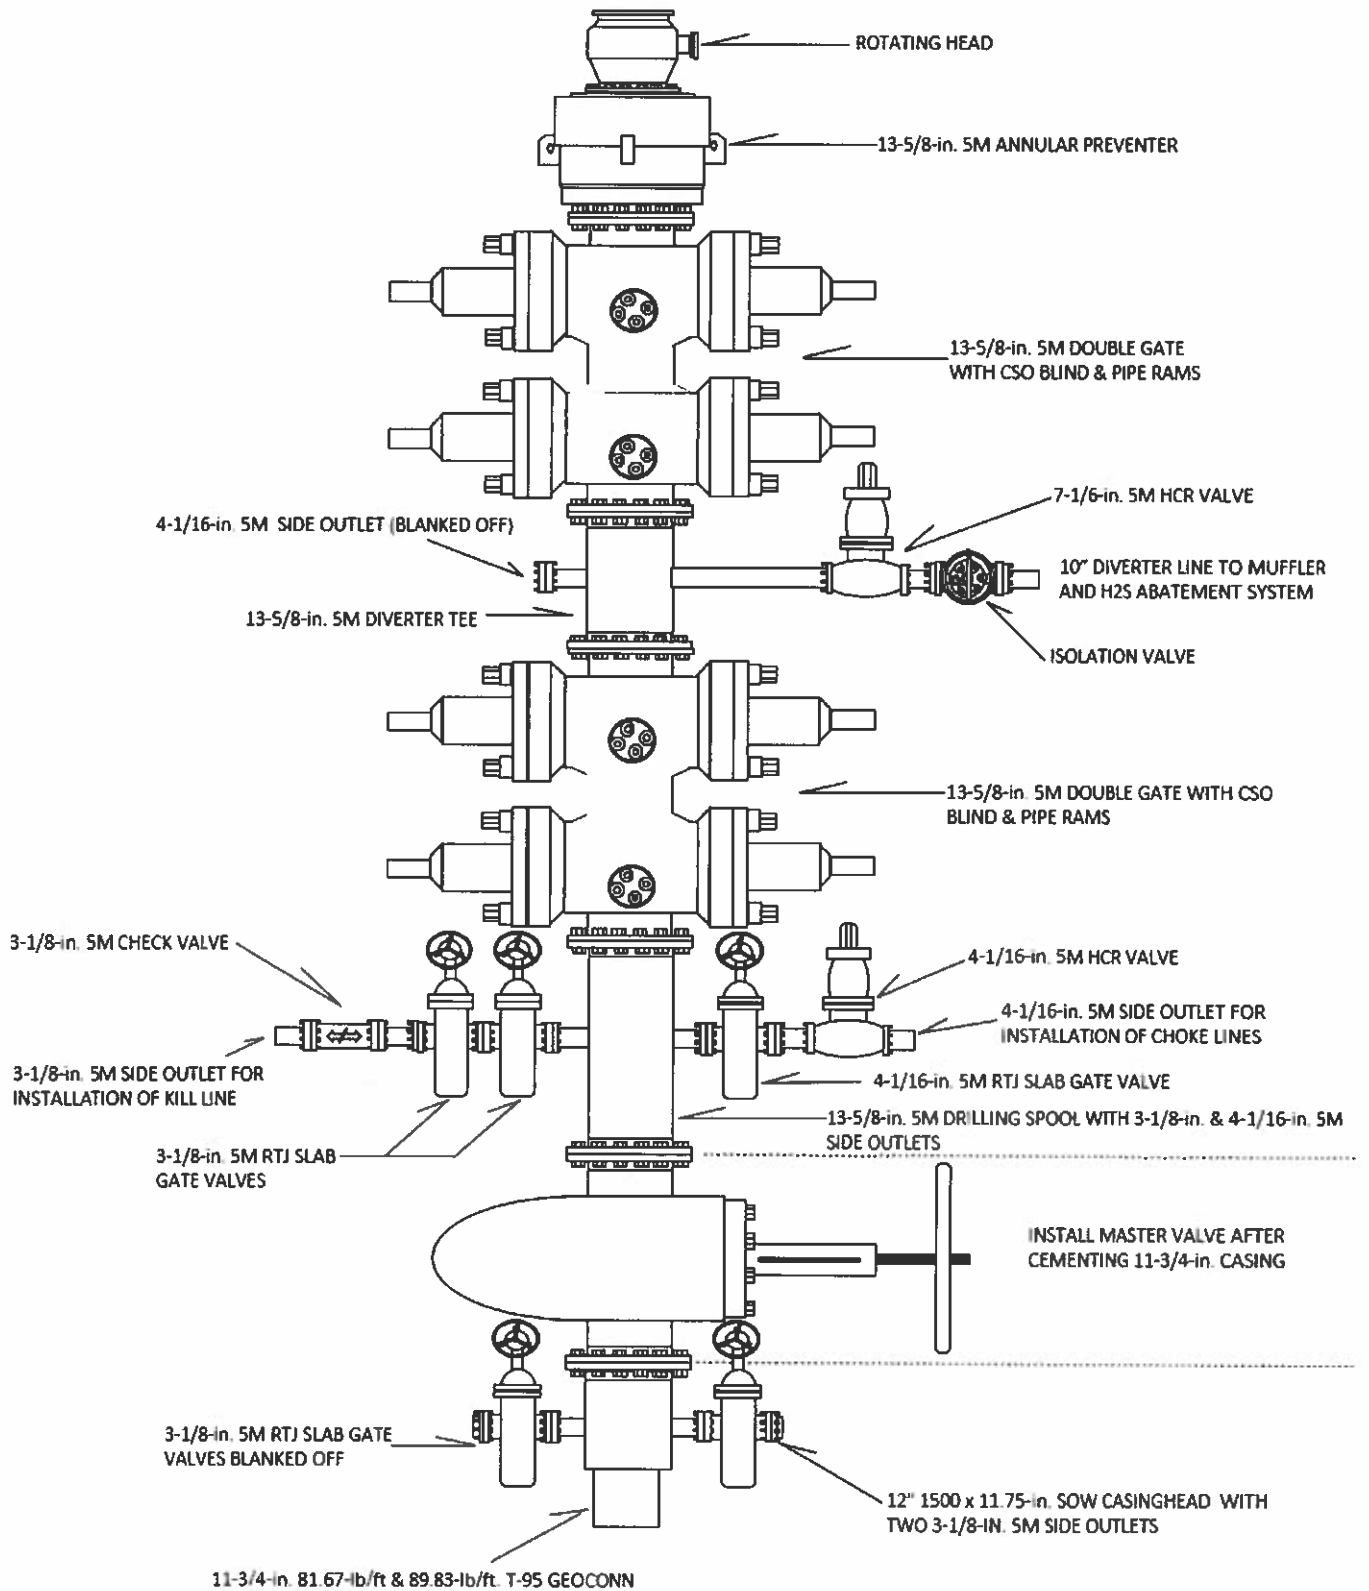 ROTATING HEAD
13-5/8-in. 5M ANNULAR PREVENTER
13-5/8-in. 5M DOUBLE GATE
WITH CSO BLIND & PIPE RAMS
7-1/6-in. 5M HCR VALVE
4-1/16-in. 5M SIDE OUTLET (BLANKED OFF)
10" DIVERTER LINE TO MUFFLER
AND H2S ABATEMENT SYSTEM
13-5/8-in. 5M DIVERTER TEE
ISOLATION VALVE
13-5/8-in. 5M DOUBLE GATE WITH CSO
BLIND & PIPE RAMS
3-1/8-in. 5M CHECK VALVE
4-1/16-in. 5M HCR VALVE
4-1/16-in. 5M SIDE OUTLET FOR
INSTALLATION OF CHOKE LINES
3-1/8-in. 5M SIDE OUTLET FOR
INSTALLATION OF KILL LINE
4-1/16-in. 5M RTJ SLAB GATE VALVE
13-5/8-in. 5M DRILLING SPOOL WITH 3-1/8-in. & 4-1/16-in. 5M
SIDE OUTLETS
3-1/8-in. 5M RTJ SLAB
GATE VALVES
INSTALL MASTER VALVE AFTER
CEMENTING 11-3/4-in. CASING
3-1/8-in. 5M RTJ SLAB GATE
VALVES BLANKED OFF
12" 1500 x 11.75-in. SOW CASINGHEAD WITH
TWO 3-1/8-IN. 5M SIDE OUTLETS
11-3/4-in. 81.67-lb/ft & 89.83-lb/ft. T-95 GEOCONN